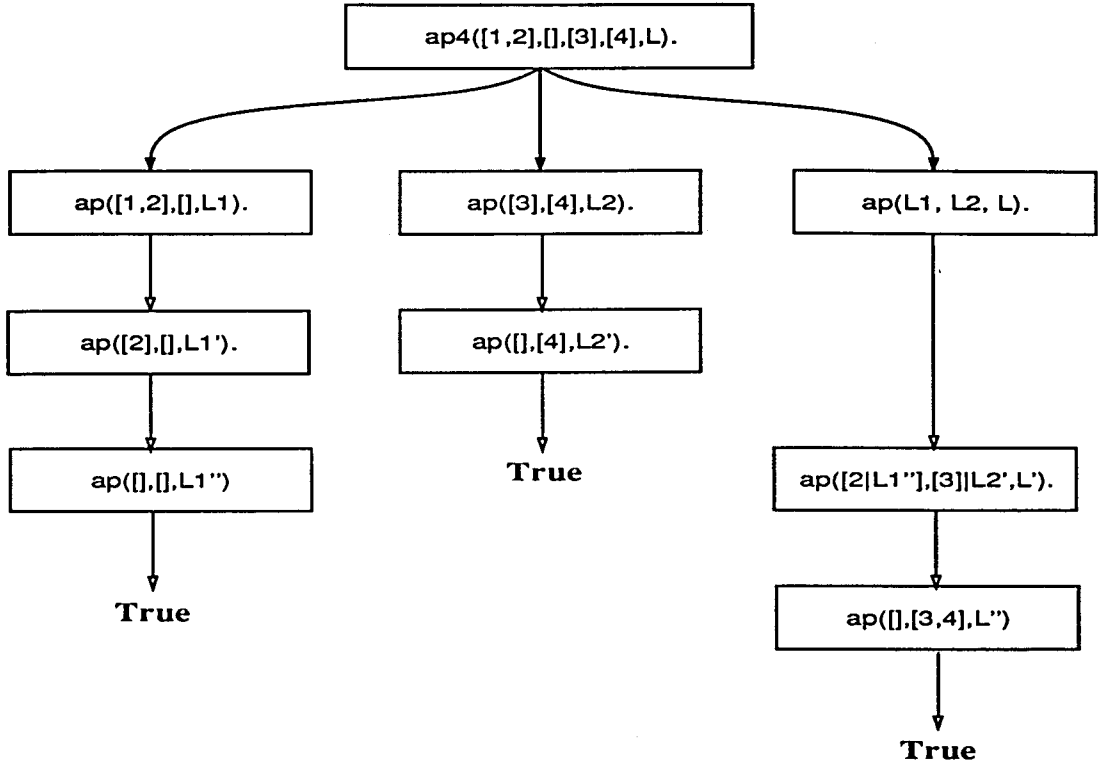 ap4([1,2],[],[3],[4],L).
ap([1,2],[],L1).
ap([3],[4],L2).
ap(L1, L2, L).
ap([2],[],L1').
ap([],[4],L2').
ap([],[],L1'')
True
ap([2|L1''],[3]|L2',L').
True
ap([],[3,4],L'')
True